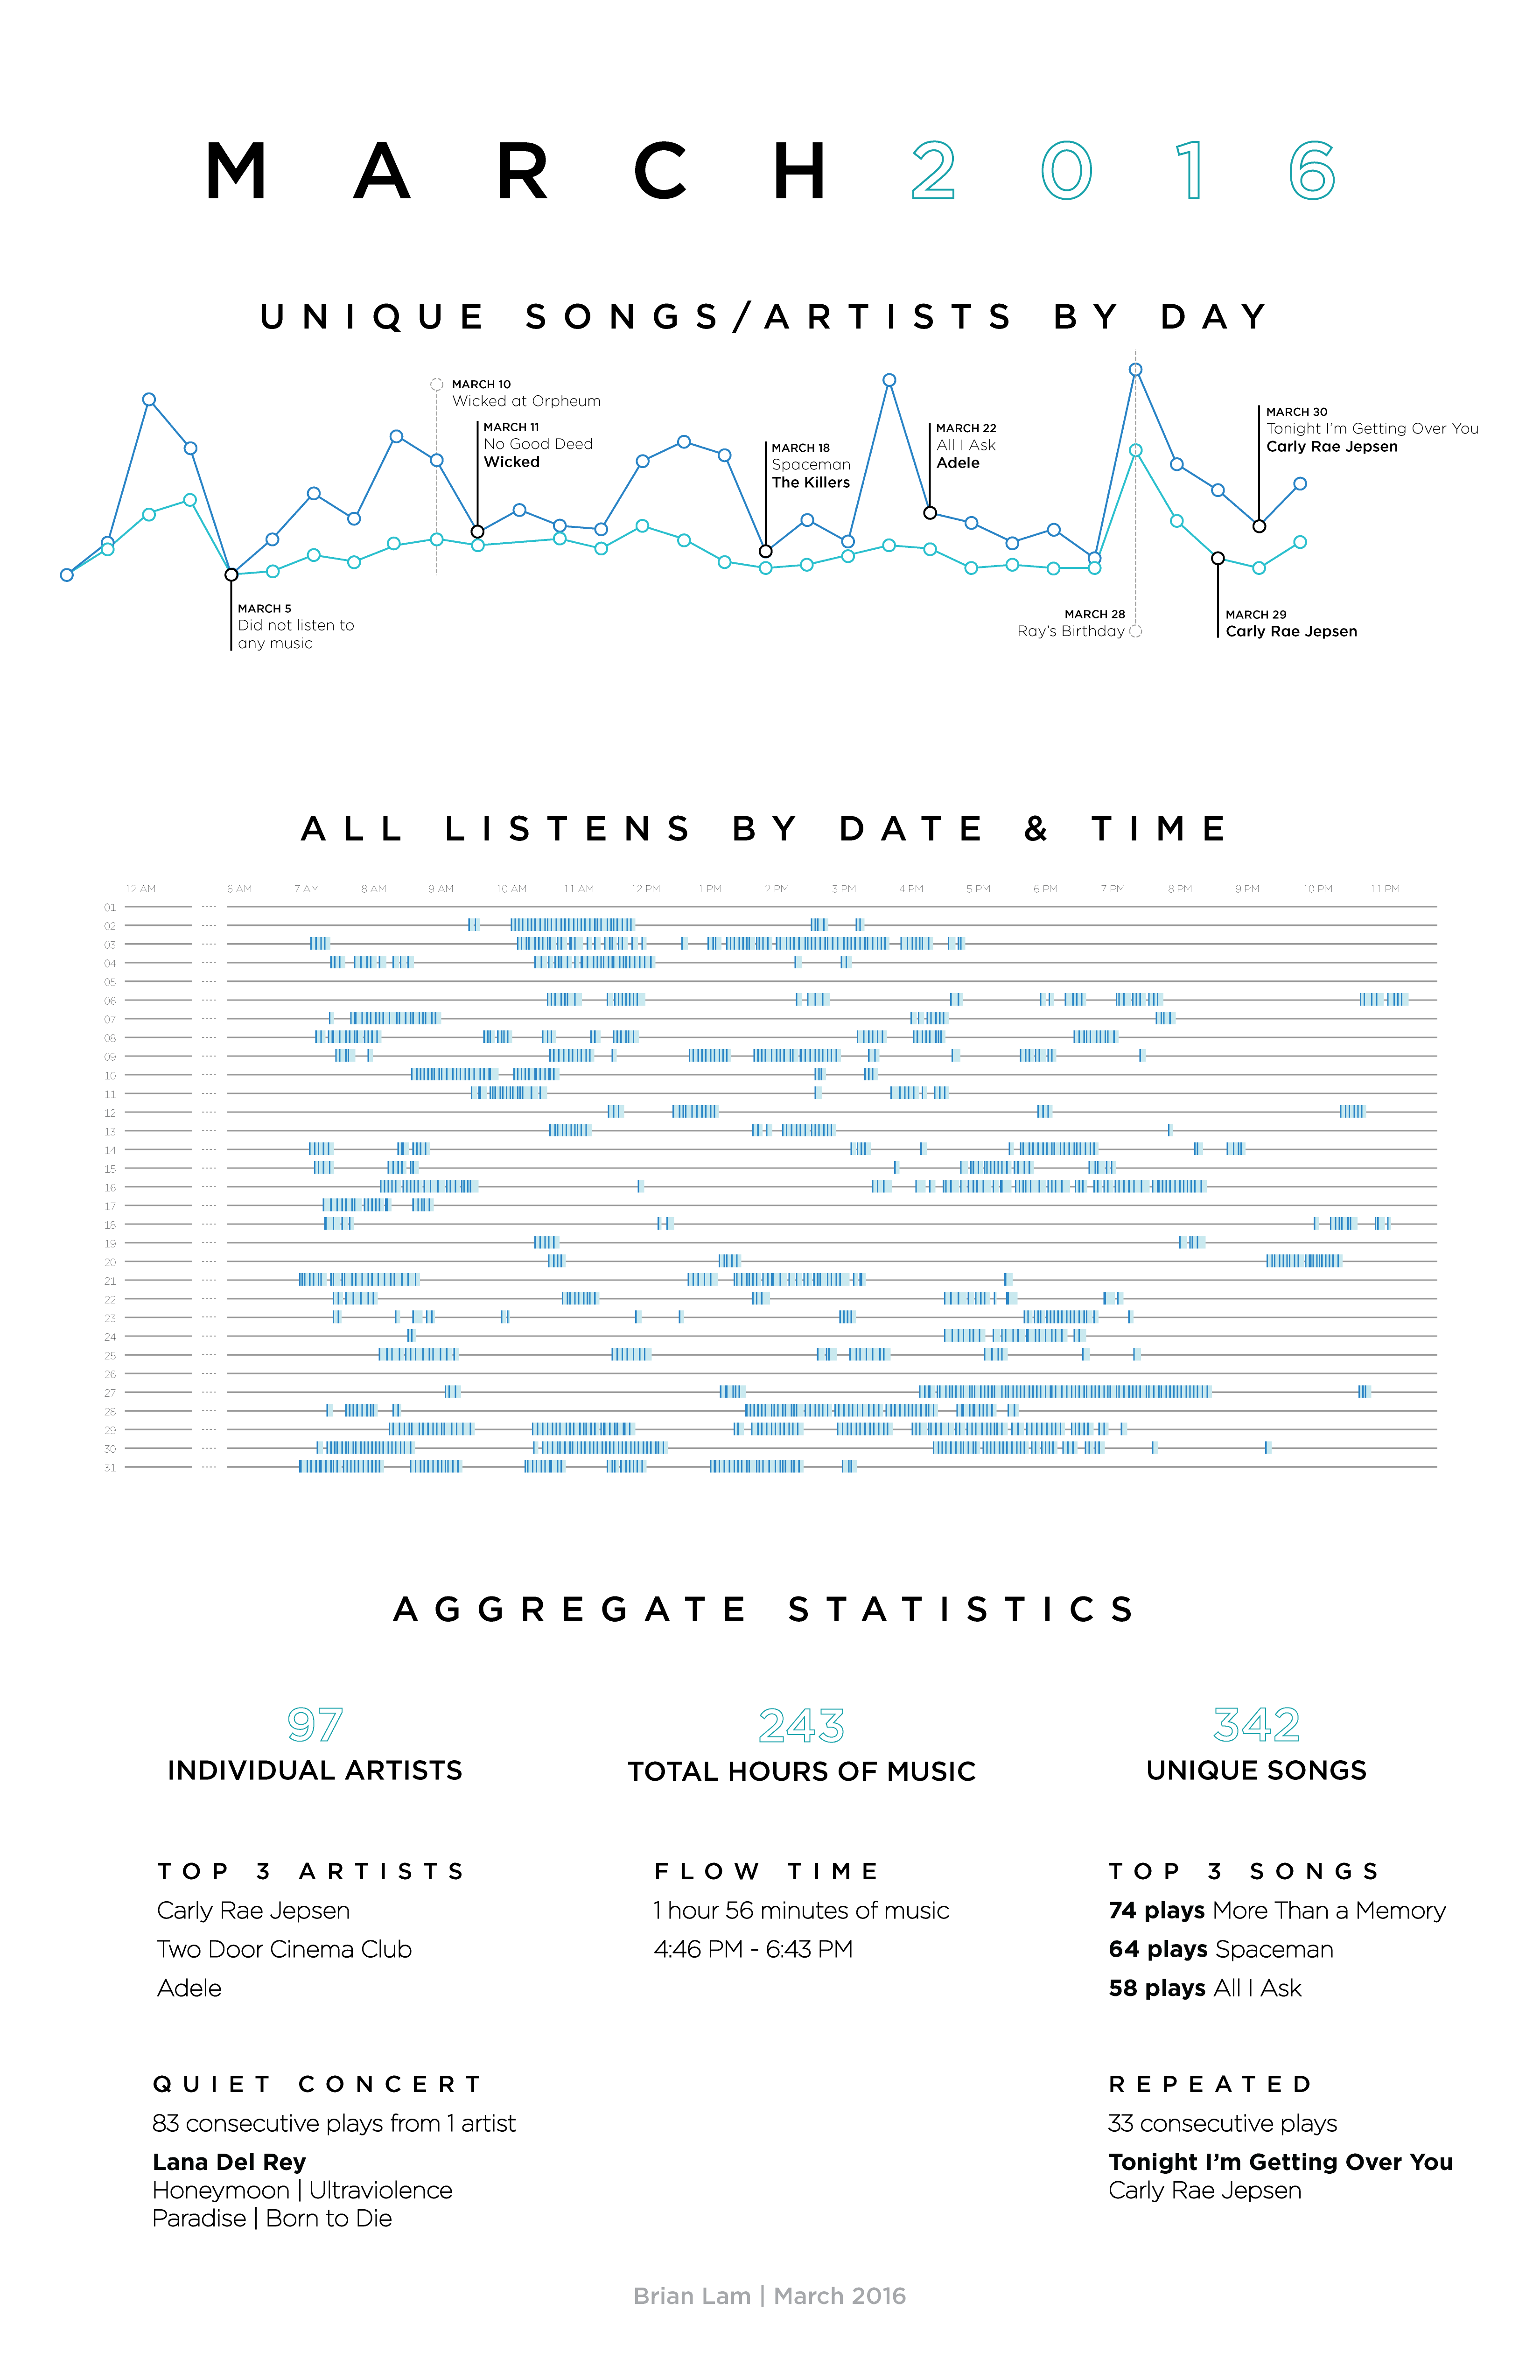 MARCH 2016
UNIQUE SONGS/ARTISTS BY DAY
MARCH 10
Wicked at Orpheum
MARCH 11
No Good Deed
Wicked
MARCH 18
Spaceman
The Killers
MARCH 22
All I Ask
Adele
MARCH 30
Tonight I'm Getting Over You
Carly Rae Jepsen
MARCH 5
Did not listen to
any music
MARCH 28
Ray's Birthday
MARCH 29
Carly Rae Jepsen
ALL LISTENS BY DATE & TIME
12 AM 6 AM 7 AM 8 AM 9 AM 10 AM 11 AM 12 PM 1 PM 2 PM 3 PM 4 PM 5 PM 6 PM 7 PM 8 PM 9 PM 10 PM 11 PM
01
02
03
04
05
06
07
08
09
10
11
12
13
14
15
16
17
18
19
20
21
22
23
24
25
26
27
28
29
30
31
AGGREGATE STATISTICS
97
INDIVIDUAL ARTISTS
243
TOTAL HOURS OF MUSIC
342
UNIQUE SONGS
TOP 3 ARTISTS
Carly Rae Jepsen
Two Door Cinema Club
Adele
FLOW TIME
1 hour 56 minutes of music
4:46 PM - 6:43 PM
TOP 3 SONGS
74 plays More Than a Memory
64 plays Spaceman
58 plays All I Ask
QUIET CONCERT
83 consecutive plays from 1 artist
Lana Del Rey
Honeymoon | Ultraviolence
Paradise | Born to Die
REPEATED
33 consecutive plays
Tonight I'm Getting Over You
Carly Rae Jepsen
Brian Lam | March 2016